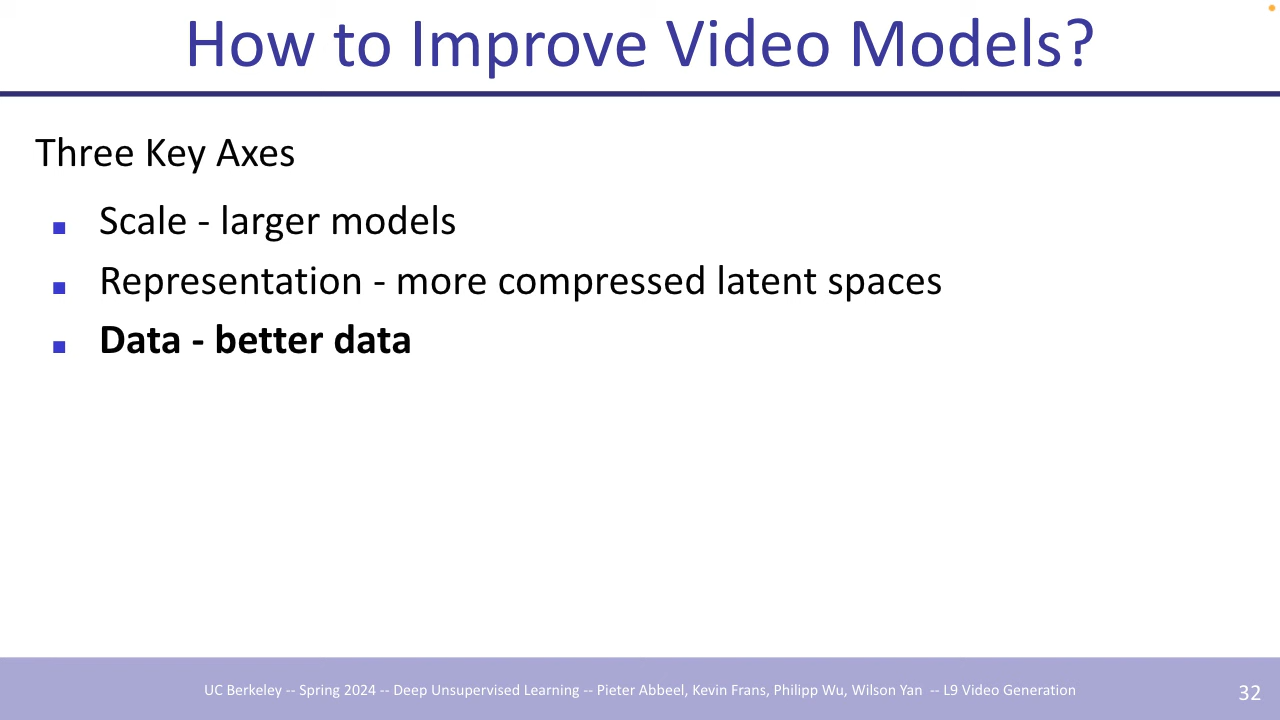 How to Improve Video Models?
Three Key Axes
Scale - larger models
Representation - more compressed latent spaces
Data - better data
UC Berkeley -- Spring 2024 -- Deep Unsupervised Learning -- Pieter Abbeel, Kevin Frans, Philipp Wu, Wilson Yan -- L9 Video Generation
32